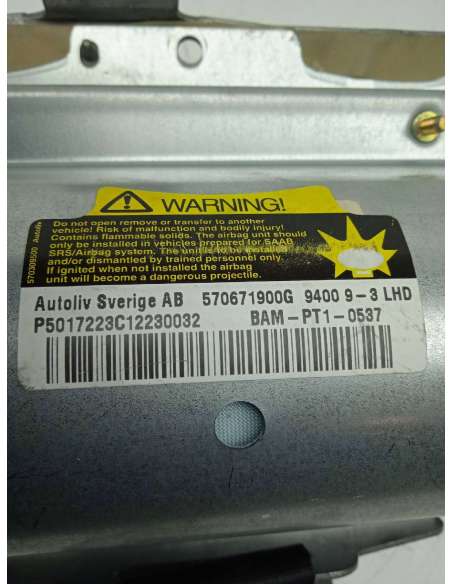 WARNING!
Do not open remove or transfer to another
vehicle! Risk of malfunction and bodily injury!
Contains flammable solids. The airbag unit should
only be installed in vehicles prepared for SAAB
SRS/Airbag system. The unit is to be installed
and/or dismantled by trained personnel only.
If ignited when not installed the airbag
unit will become a dangerous projectile.
570308500 Autoliv
Autoliv Sverige AB 570671900G 9400 9-3 LHD
P5017223C12230032 BAM-PT1-0537